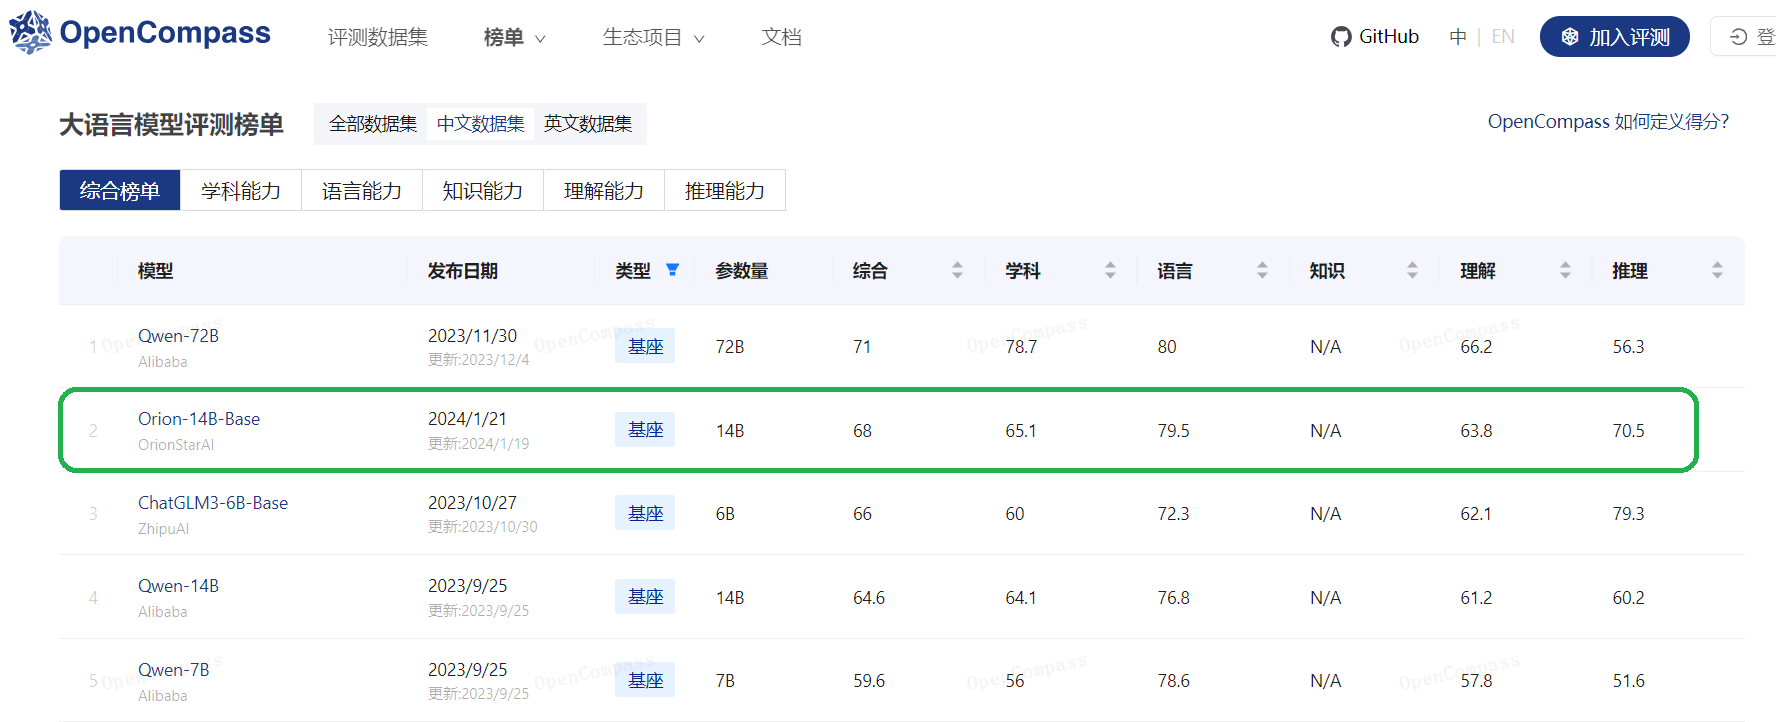 OpenCompass 评测数据集 榜单 生态项目 文档 GitHub 中 | EN 加入评测 登
大语言模型评测榜单 全部数据集 中文数据集 英文数据集 OpenCompass 如何定义得分?
综合榜单 学科能力 语言能力 知识能力 理解能力 推理能力
模型 发布日期 类型 参数量 综合 学科 语言 知识 理解 推理
1 Qwen-72B 2023/11/30 基座 72B 71 78.7 80 N/A 66.2 56.3
Alibaba 更新:2023/12/4
OpenCompass OpenCompass OpenCompass OpenCompass
2 Orion-14B-Base 2024/1/21 基座 14B 68 65.1 79.5 N/A 63.8 70.5
OrionStarAI 更新:2024/1/19
3 ChatGLM3-6B-Base 2023/10/27 基座 6B 66 60 72.3 N/A 62.1 79.3
ZhipuAI 更新:2023/10/30
4 Qwen-14B 2023/9/25 基座 14B 64.6 64.1 76.8 N/A 61.2 60.2
Alibaba 更新:2023/9/25
5 Qwen-7B 2023/9/25 基座 7B 59.6 56 78.6 N/A 57.8 51.6
Alibaba 更新:2023/9/25
OpenCompass OpenCompass OpenCompass OpenCompass